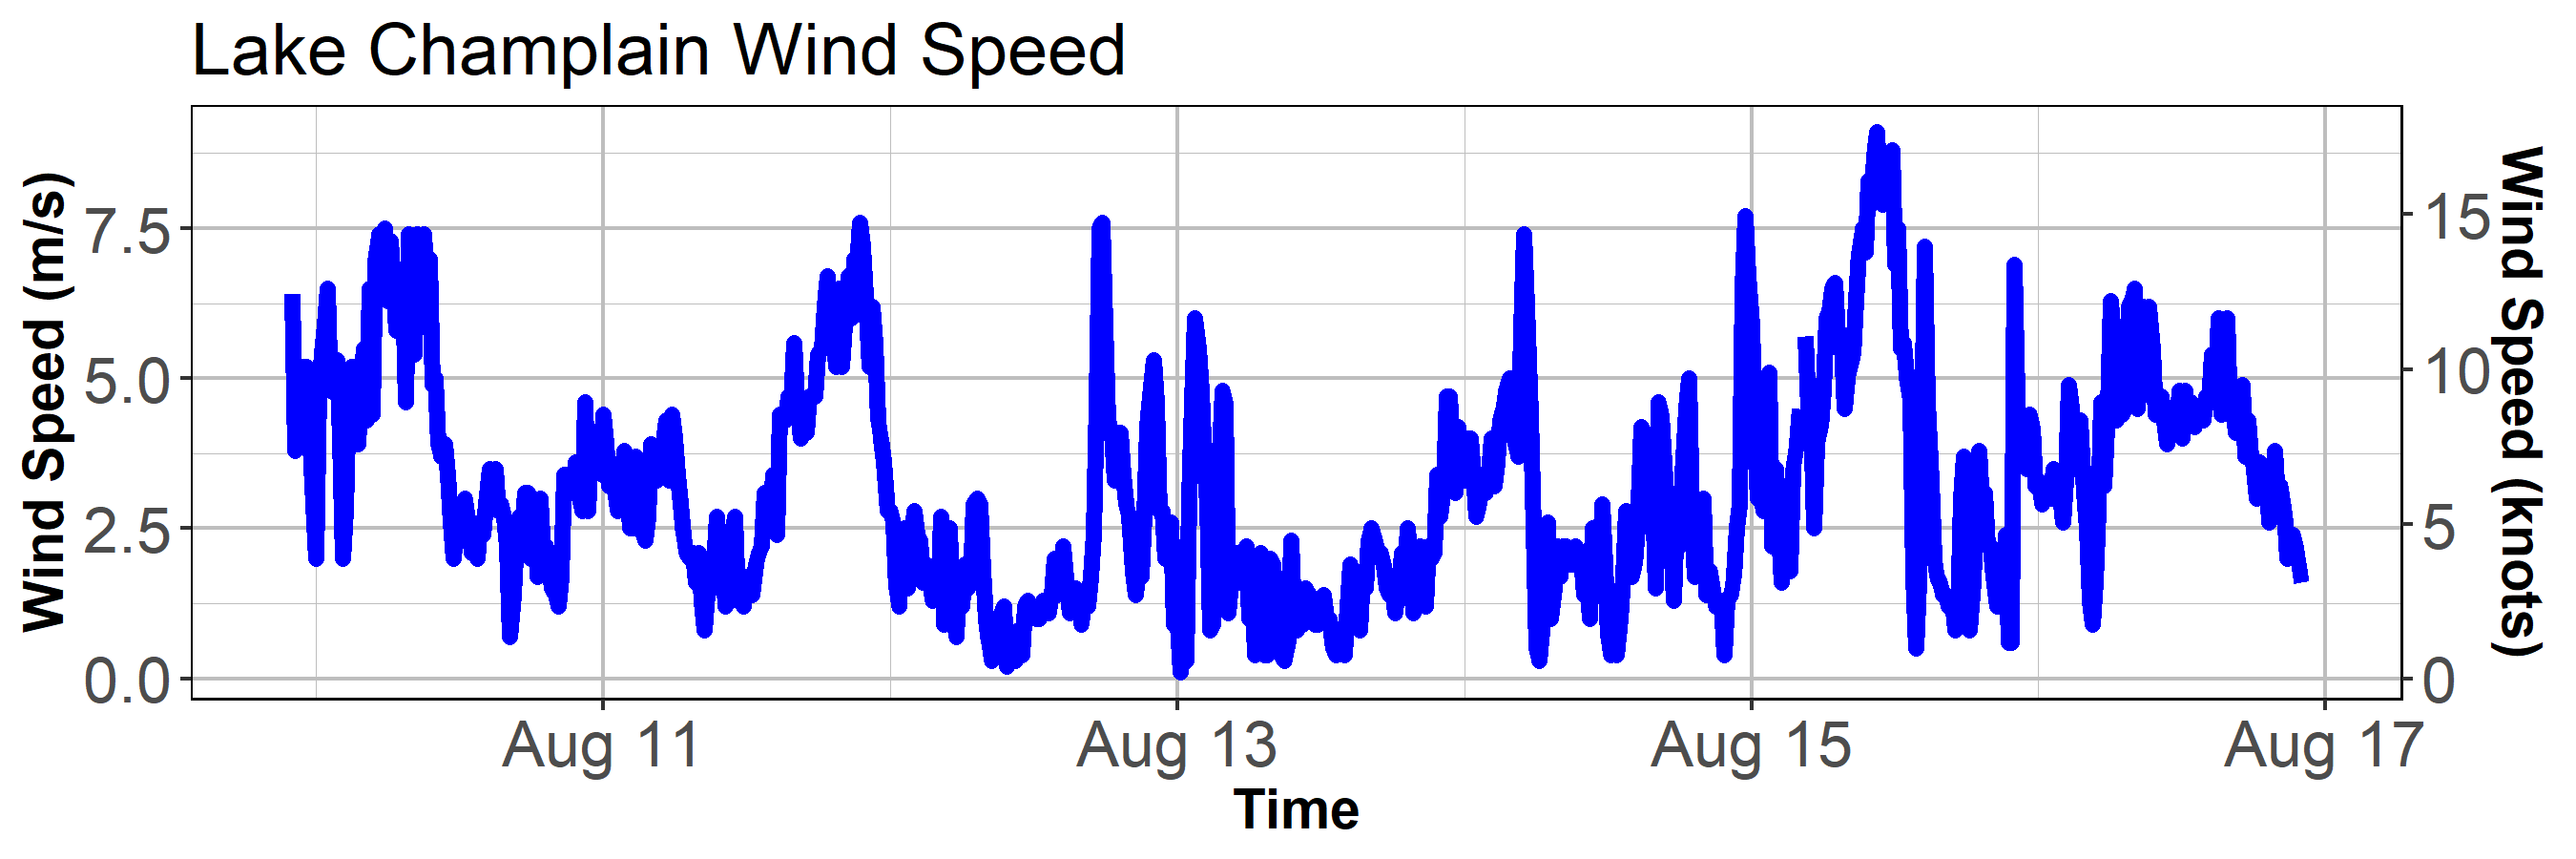 Lake Champlain Wind Speed
Wind Speed (m/s)
7.5
5.0
2.5
0.0
15
10
5
0
Wind Speed (knots)
Aug 11
Aug 13
Aug 15
Aug 17
Time